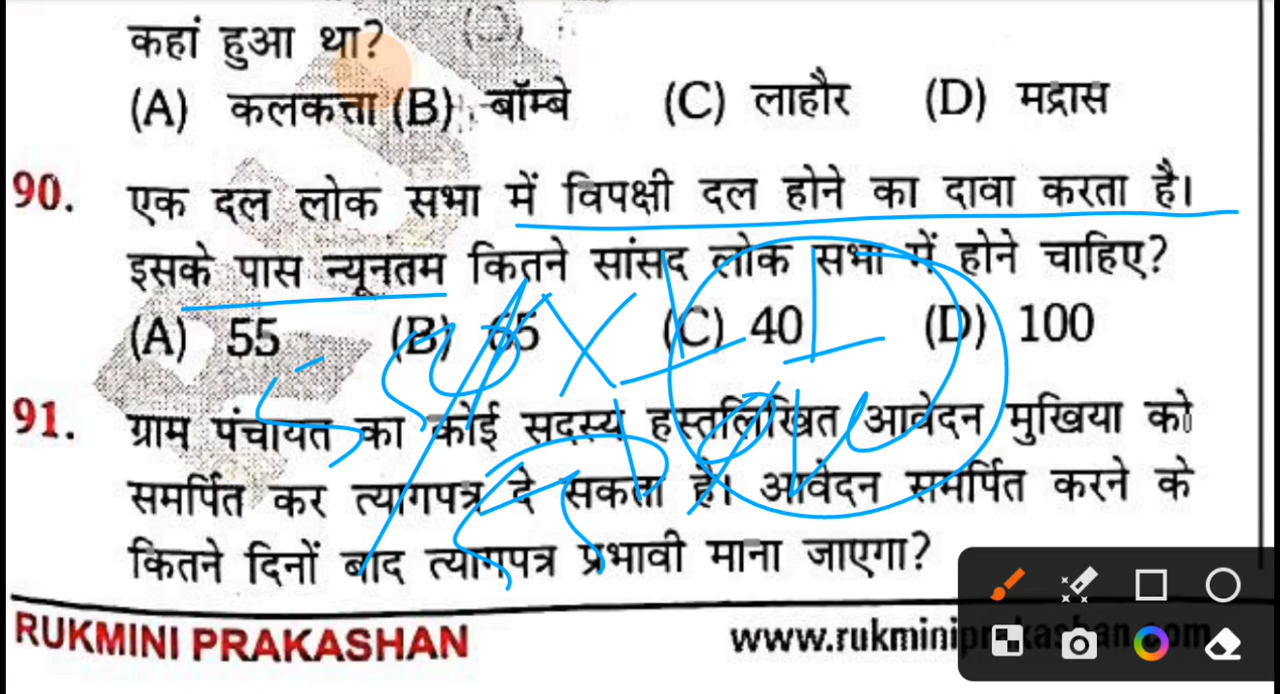 कहां हुआ था?
(A) कलकत्ता (B) बॉम्बे (C) लाहौर (D) मद्रास
90. एक दल लोक सभा में विपक्षी दल होने का दावा करता है।
इसके पास न्यूनतम कितने सांसद लोक सभा में होने चाहिए?
(A) 55 (B) 65 (C) 40 (D) 100
91. ग्राम पंचायत का कोई सदस्य हस्तलिखित आवेदन मुखिया को
समर्पित कर त्यागपत्र दे सकता है। आवेदन समर्पित करने के
कितने दिनों बाद त्यागपत्र प्रभावी माना जाएगा?
RUKMINI PRAKASHAN www.rukminiprakashan.com